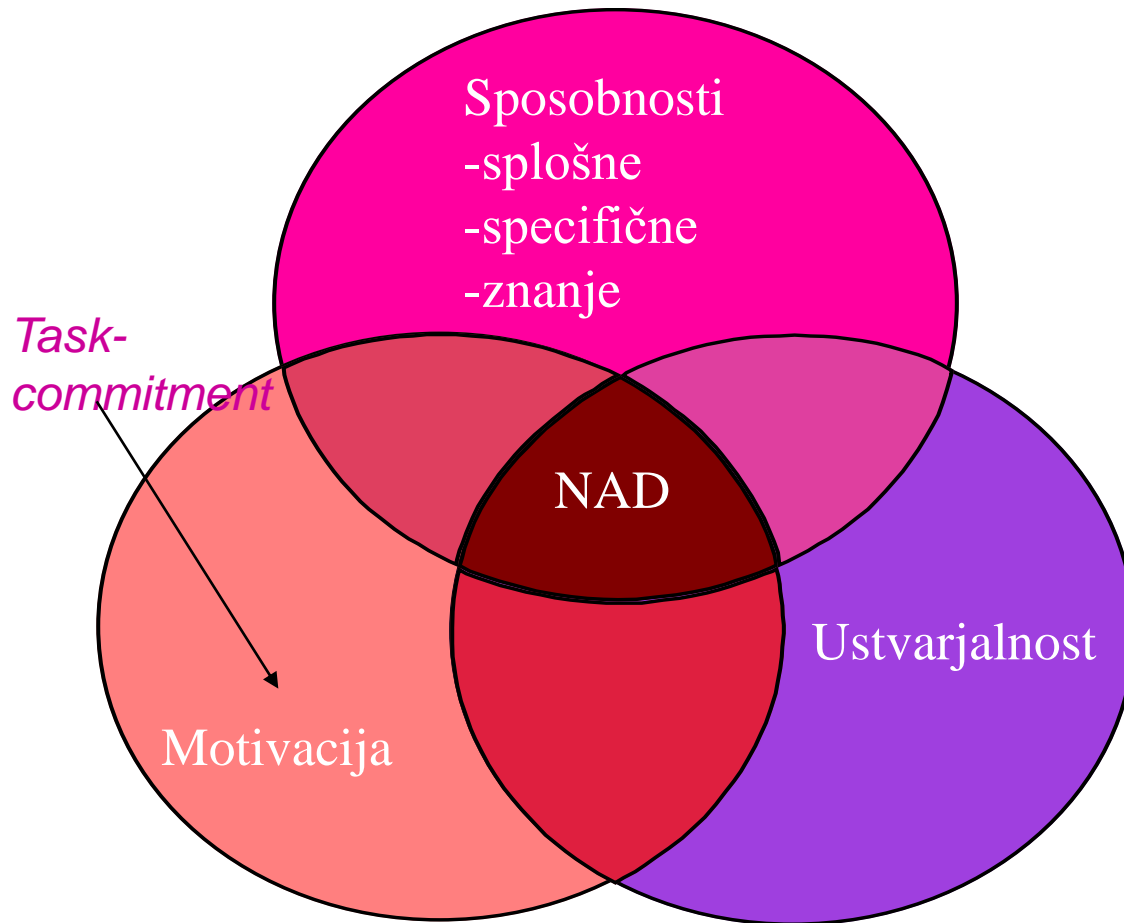 Sposobnosti
-splošne
-specifične
-znanje
Task-
commitment
NAD
Ustvarjalnost
Motivacija